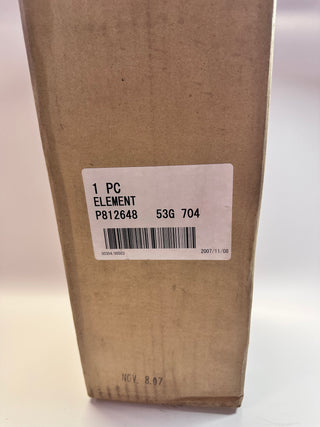 1 PC
ELEMENT
P812648 53G 704
2007/11/08
NOV 8.07